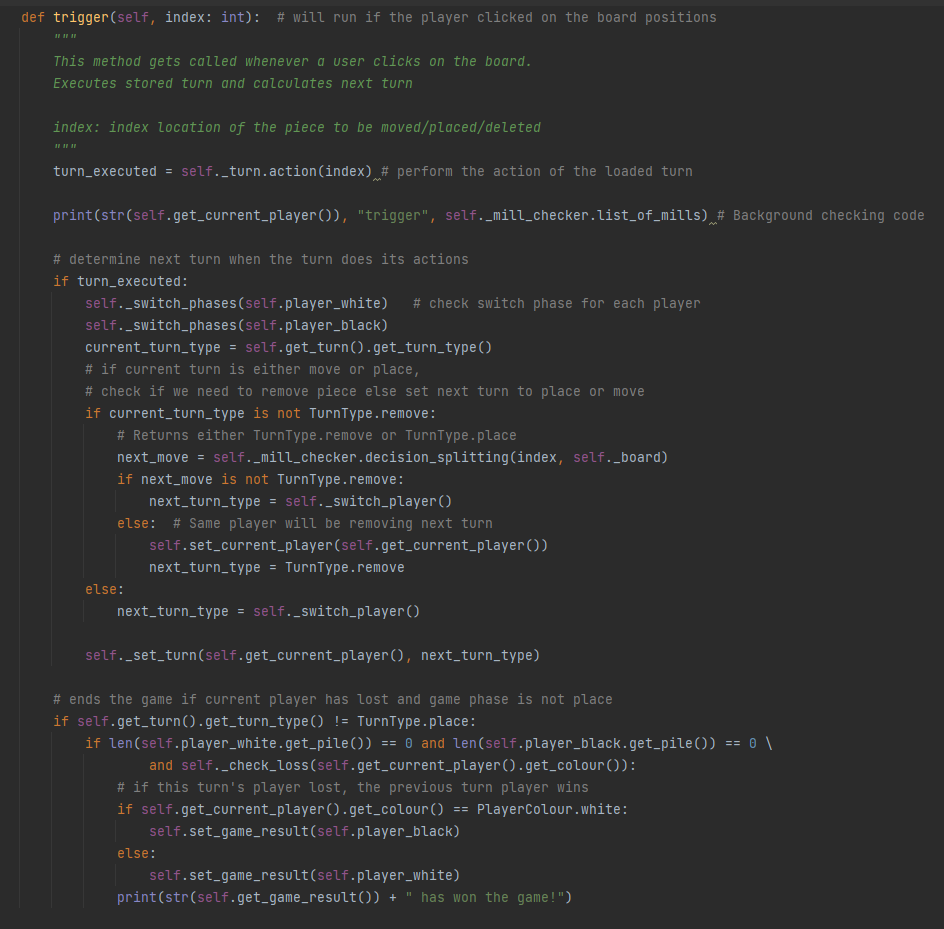 def trigger(self, index: int):  # will run if the player clicked on the board positions
    """
    This method gets called whenever a user clicks on the board.
    Executes stored turn and calculates next turn

    index: index location of the piece to be moved/placed/deleted
    """
    turn_executed = self._turn.action(index) # perform the action of the loaded turn

    print(str(self.get_current_player()), "trigger", self._mill_checker.list_of_mills) # Background checking code

    # determine next turn when the turn does its actions
    if turn_executed:
        self._switch_phases(self.player_white)   # check switch phase for each player
        self._switch_phases(self.player_black)
        current_turn_type = self.get_turn().get_turn_type()
        # if current turn is either move or place,
        # check if we need to remove piece else set next turn to place or move
        if current_turn_type is not TurnType.remove:
            # Returns either TurnType.remove or TurnType.place
            next_move = self._mill_checker.decision_splitting(index, self._board)
            if next_move is not TurnType.remove:
                next_turn_type = self._switch_player()
            else:  # Same player will be removing next turn
                self.set_current_player(self.get_current_player())
                next_turn_type = TurnType.remove
        else:
            next_turn_type = self._switch_player()

        self._set_turn(self.get_current_player(), next_turn_type)

    # ends the game if current player has lost and game phase is not place
    if self.get_turn().get_turn_type() != TurnType.place:
        if len(self.player_white.get_pile()) == 0 and len(self.player_black.get_pile()) == 0 \
                and self._check_loss(self.get_current_player().get_colour()):
            # if this turn's player lost, the previous turn player wins
            if self.get_current_player().get_colour() == PlayerColour.white:
                self.set_game_result(self.player_black)
            else:
                self.set_game_result(self.player_white)
            print(str(self.get_game_result()) + " has won the game!")